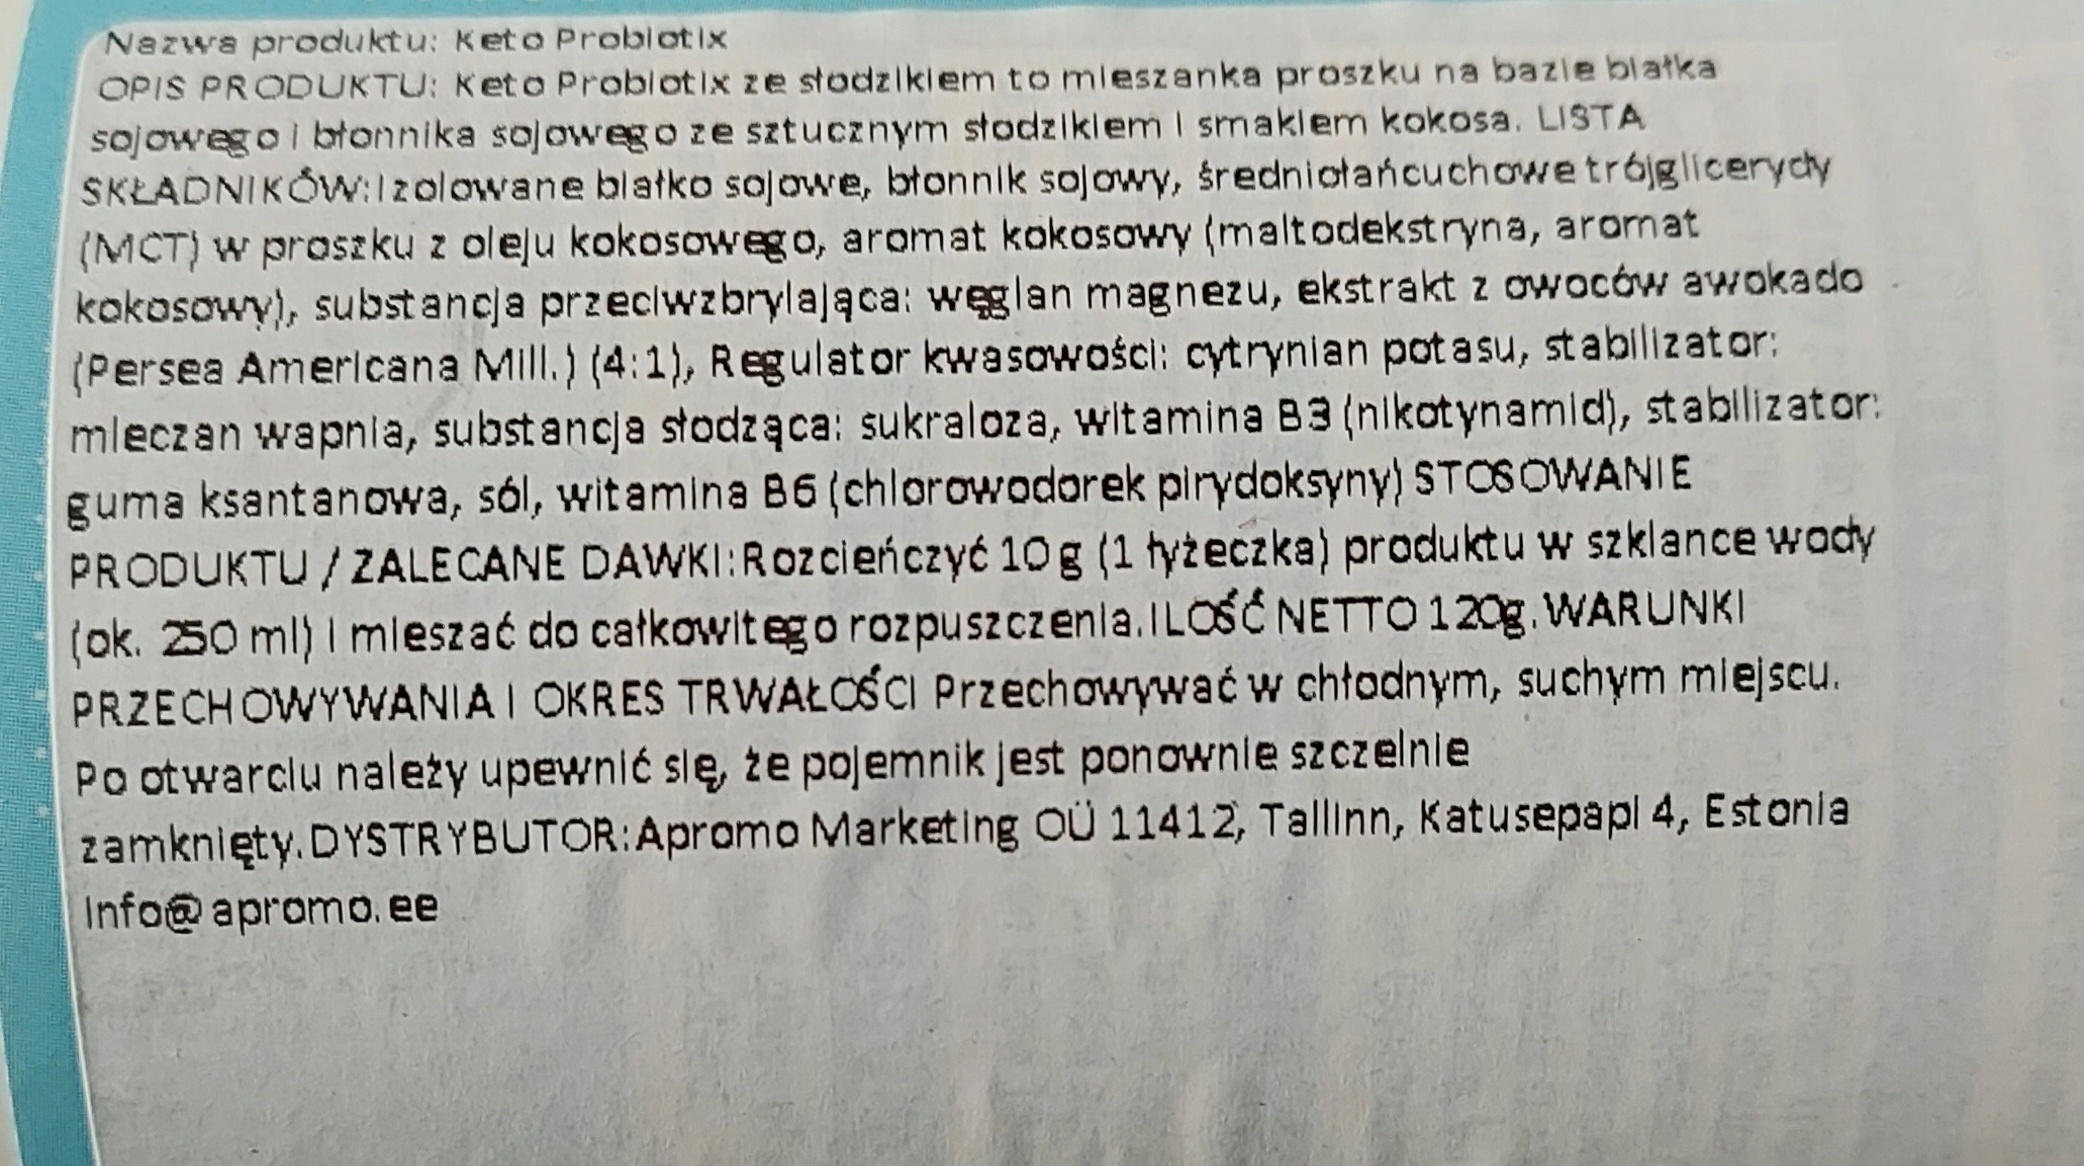 Nazwa produktu: Keto Probiotix
OPIS PRODUKTU: Keto Probiotix ze słodzikiem to mieszanka proszku na bazie białka
sojowego i błonnika sojowego ze sztucznym słodzikiem i smakiem kokosa. LISTA
SKŁADNIKÓW:Izolowane białko sojowe, błonnik sojowy, średniołańcuchowe trójglicerydy
(MCT) w proszku z oleju kokosowego, aromat kokosowy (maltodekstryna, aromat
kokosowy), substancja przeciwzbrylająca: węglan magnezu, ekstrakt z owoców awokado
(Persea Americana Mill.) (4:1), Regulator kwasowości: cytrynian potasu, stabilizator:
mleczan wapnia, substancja słodząca: sukraloza, witamina B3 (nikotynamid), stabilizator:
guma ksantanowa, sól, witamina B6 (chlorowodorek pirydoksyny) STOSOWANIE
PRODUKTU / ZALECANE DAWKI:Rozcieńczyć 10 g (1 łyżeczka) produktu w szklance wody
(ok. 250 ml) i mieszać do całkowitego rozpuszczenia.ILOŚĆ NETTO 120g.WARUNKI
PRZECHOWYWANIA I OKRES TRWAŁOŚCI Przechowywać w chłodnym, suchym miejscu.
Po otwarciu należy upewnić się, że pojemnik jest ponownie szczelnie
zamknięty.DYSTRYBUTOR:Apromo Marketing OÜ 11412, Tallinn, Katusepapi 4, Estonia
info@apromo.ee